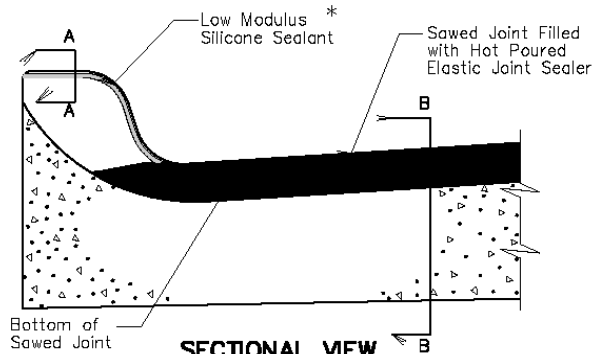 Low Modulus *
Silicone Sealant
Sawed Joint Filled
with Hot Poured
Elastic Joint Sealer
A
A
B
B
Bottom of
Sawed Joint
SECTIONAL VIEW